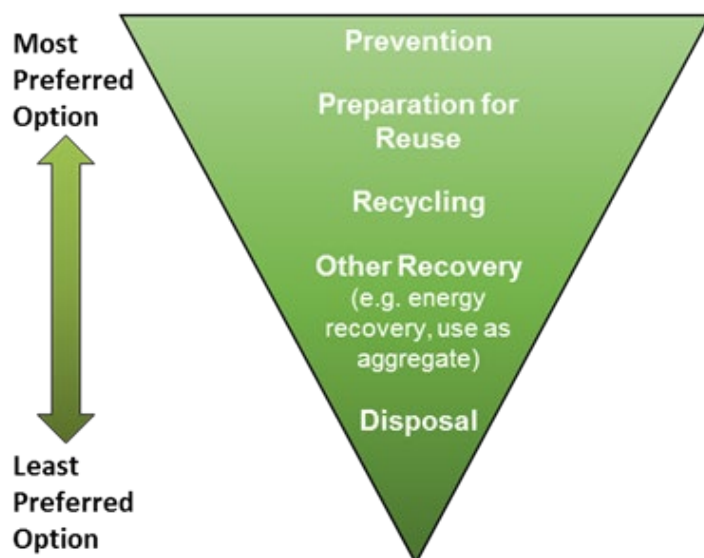 Most
Preferred
Option
Prevention
Preparation for
Reuse
Recycling
Other Recovery
(e.g. energy
recovery, use as
aggregate)
Disposal
Least
Preferred
Option